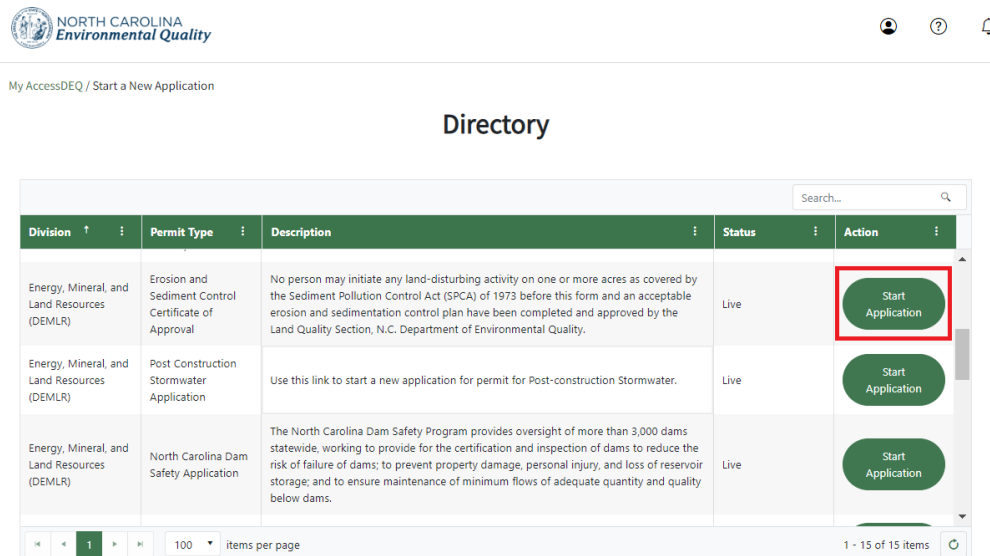 NORTH CAROLINA
Environmental Quality
My AccessDEQ / Start a New Application
Directory
Search...
Division ↑ Permit Type Description Status Action
Energy, Mineral, and
Land Resources
(DEMLR)
Erosion and
Sediment Control
Certificate of
Approval
No person may initiate any land-disturbing activity on one or more acres as covered by
the Sediment Pollution Control Act (SPCA) of 1973 before this form and an acceptable
erosion and sedimentation control plan have been completed and approved by the
Land Quality Section, N.C. Department of Environmental Quality.
Live
Start
Application
Energy, Mineral, and
Land Resources
(DEMLR)
Post Construction
Stormwater
Application
Use this link to start a new application for permit for Post-construction Stormwater.
Live
Start
Application
Energy, Mineral, and
Land Resources
(DEMLR)
North Carolina Dam
Safety Application
The North Carolina Dam Safety Program provides oversight of more than 3,000 dams
statewide, working to provide for the certification and inspection of dams to reduce the
risk of failure of dams; to prevent property damage, personal injury, and loss of reservoir
storage; and to ensure maintenance of minimum flows of adequate quantity and quality
below dams.
Live
Start
Application
1 100 items per page 1 - 15 of 15 items